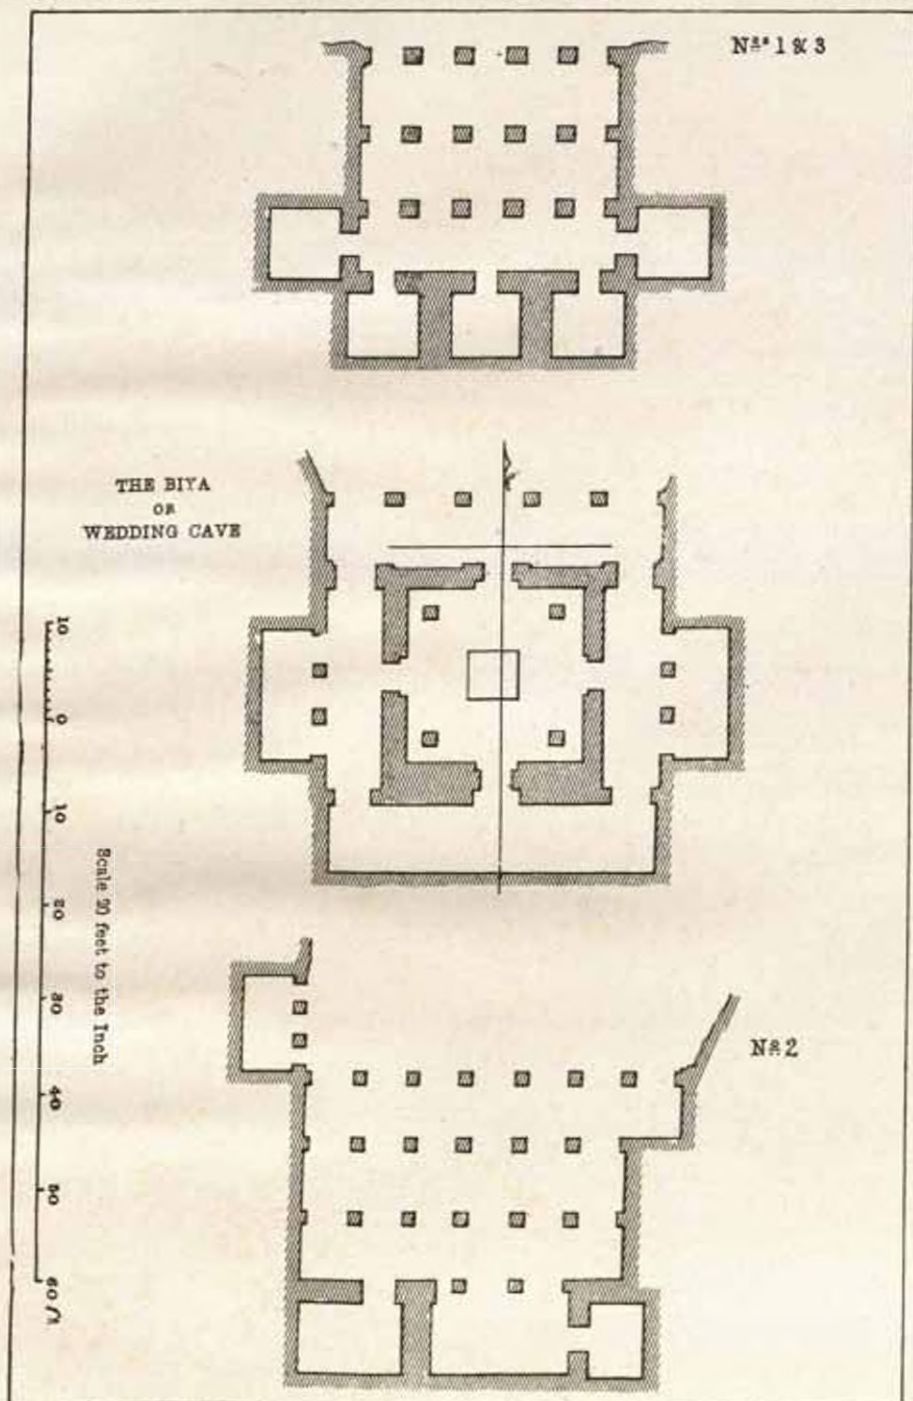 Nos. 1 & 3
THE BIYA
OR
WEDDING CAVE
10
0
10
20
30
40
50
60 ft
Scale 20 feet to the Inch
No. 2